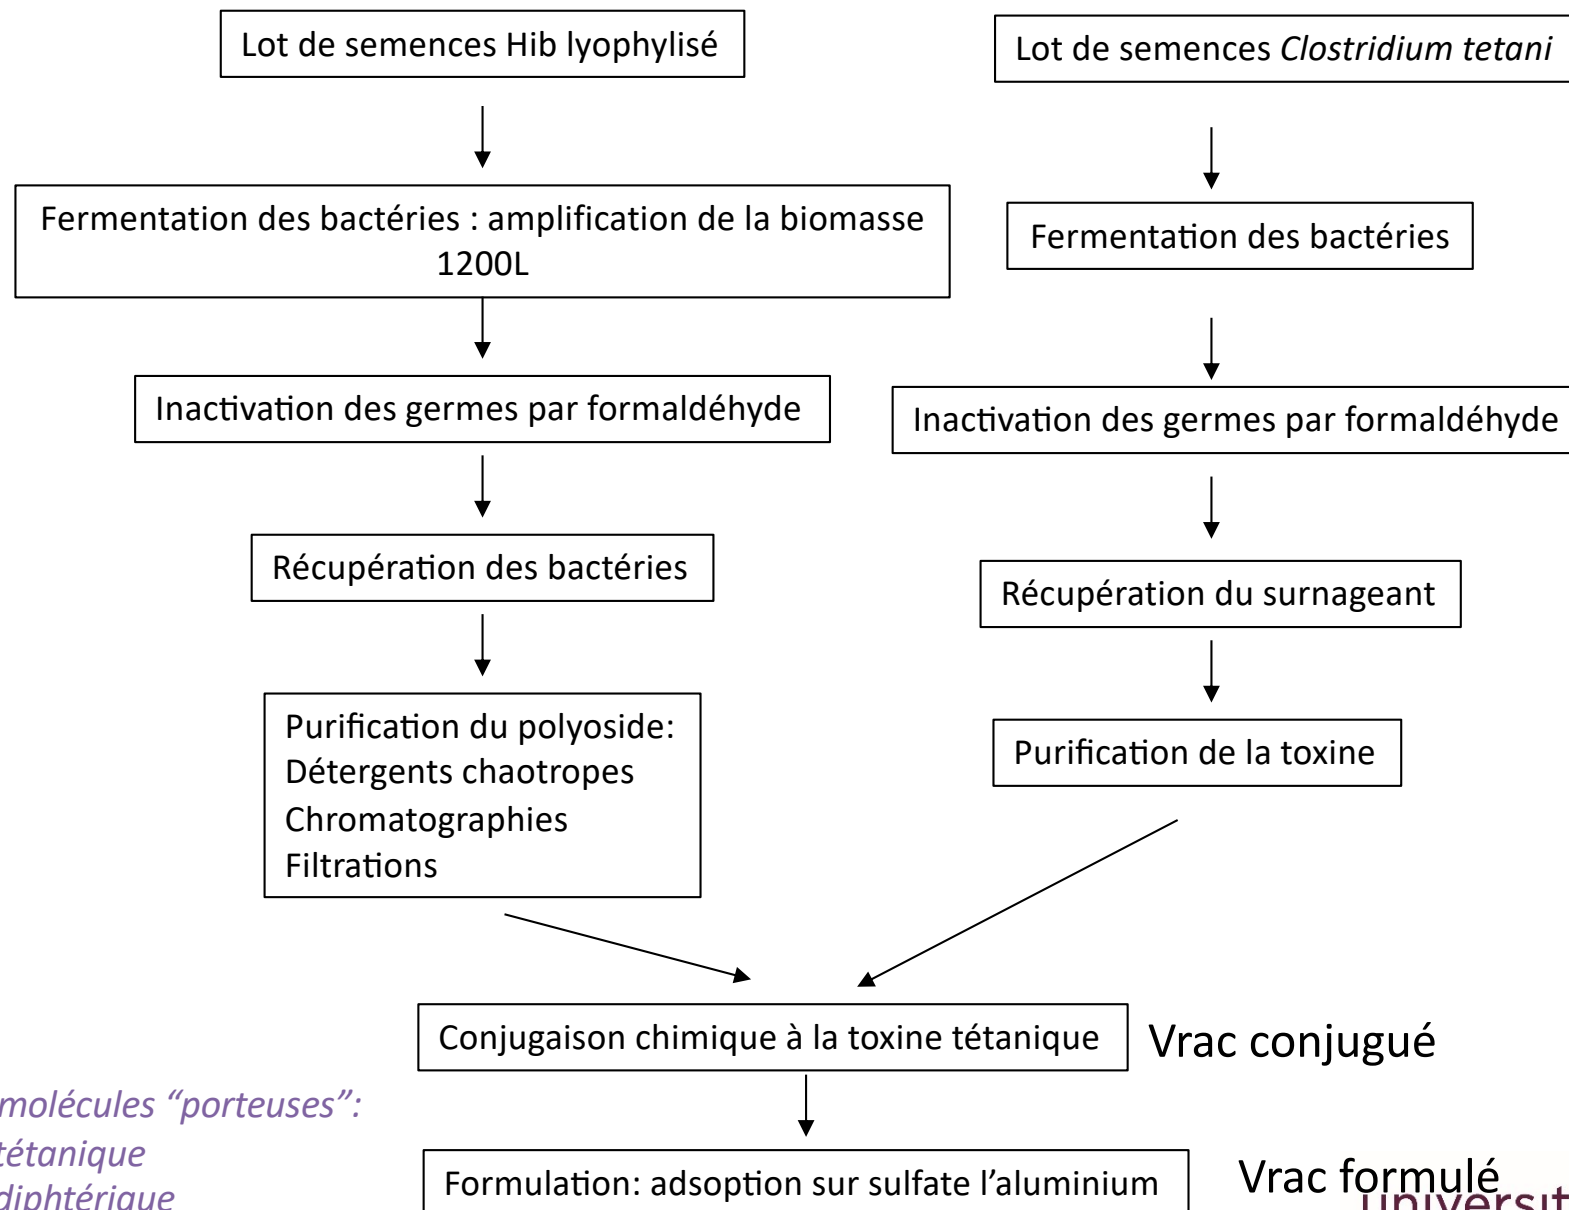 Lot de semences Hib lyophylisé
Lot de semences Clostridium tetani
Fermentation des bactéries : amplification de la biomasse
1200L
Fermentation des bactéries
Inactivation des germes par formaldéhyde
Inactivation des germes par formaldéhyde
Récupération des bactéries
Récupération du surnageant
Purification du polyoside:
Détergents chaotropes
Chromatographies
Filtrations
Purification de la toxine
Conjugaison chimique à la toxine tétanique
Vrac conjugué
molécules “porteuses”:
tétanique
diphtérique
Formulation: adsoption sur sulfate l’aluminium
Vrac formulé